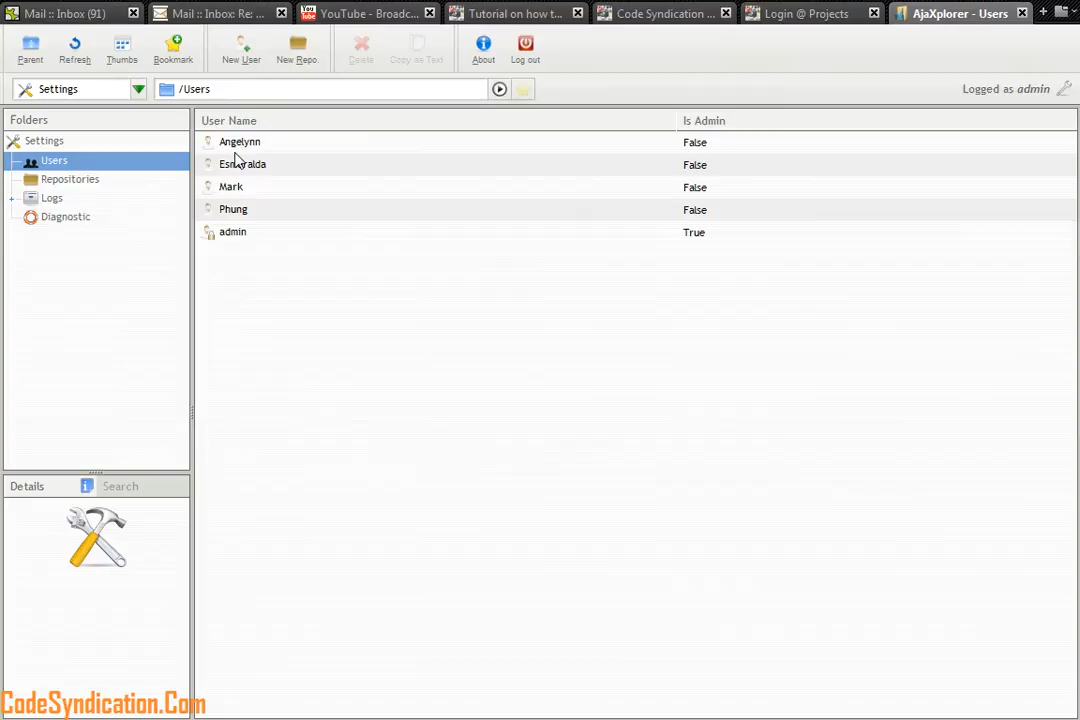 Mail :: Inbox (91)
Mail :: Inbox: Re: ...
YouTube - Broadc...
Tutorial on how t...
Code Syndication ...
Login @ Projects
AjaXplorer - Users
Parent
Refresh
Thumbs
Bookmark
New User
New Repo.
Delete
Copy as Text
About
Log out
Settings
/Users
Logged as admin
Folders
Settings
Users
Repositories
Logs
Diagnostic
User Name
Is Admin
Angelynn
False
Esmeralda
False
Mark
False
Phung
False
admin
True
Details
Search
CodeSyndication.Com